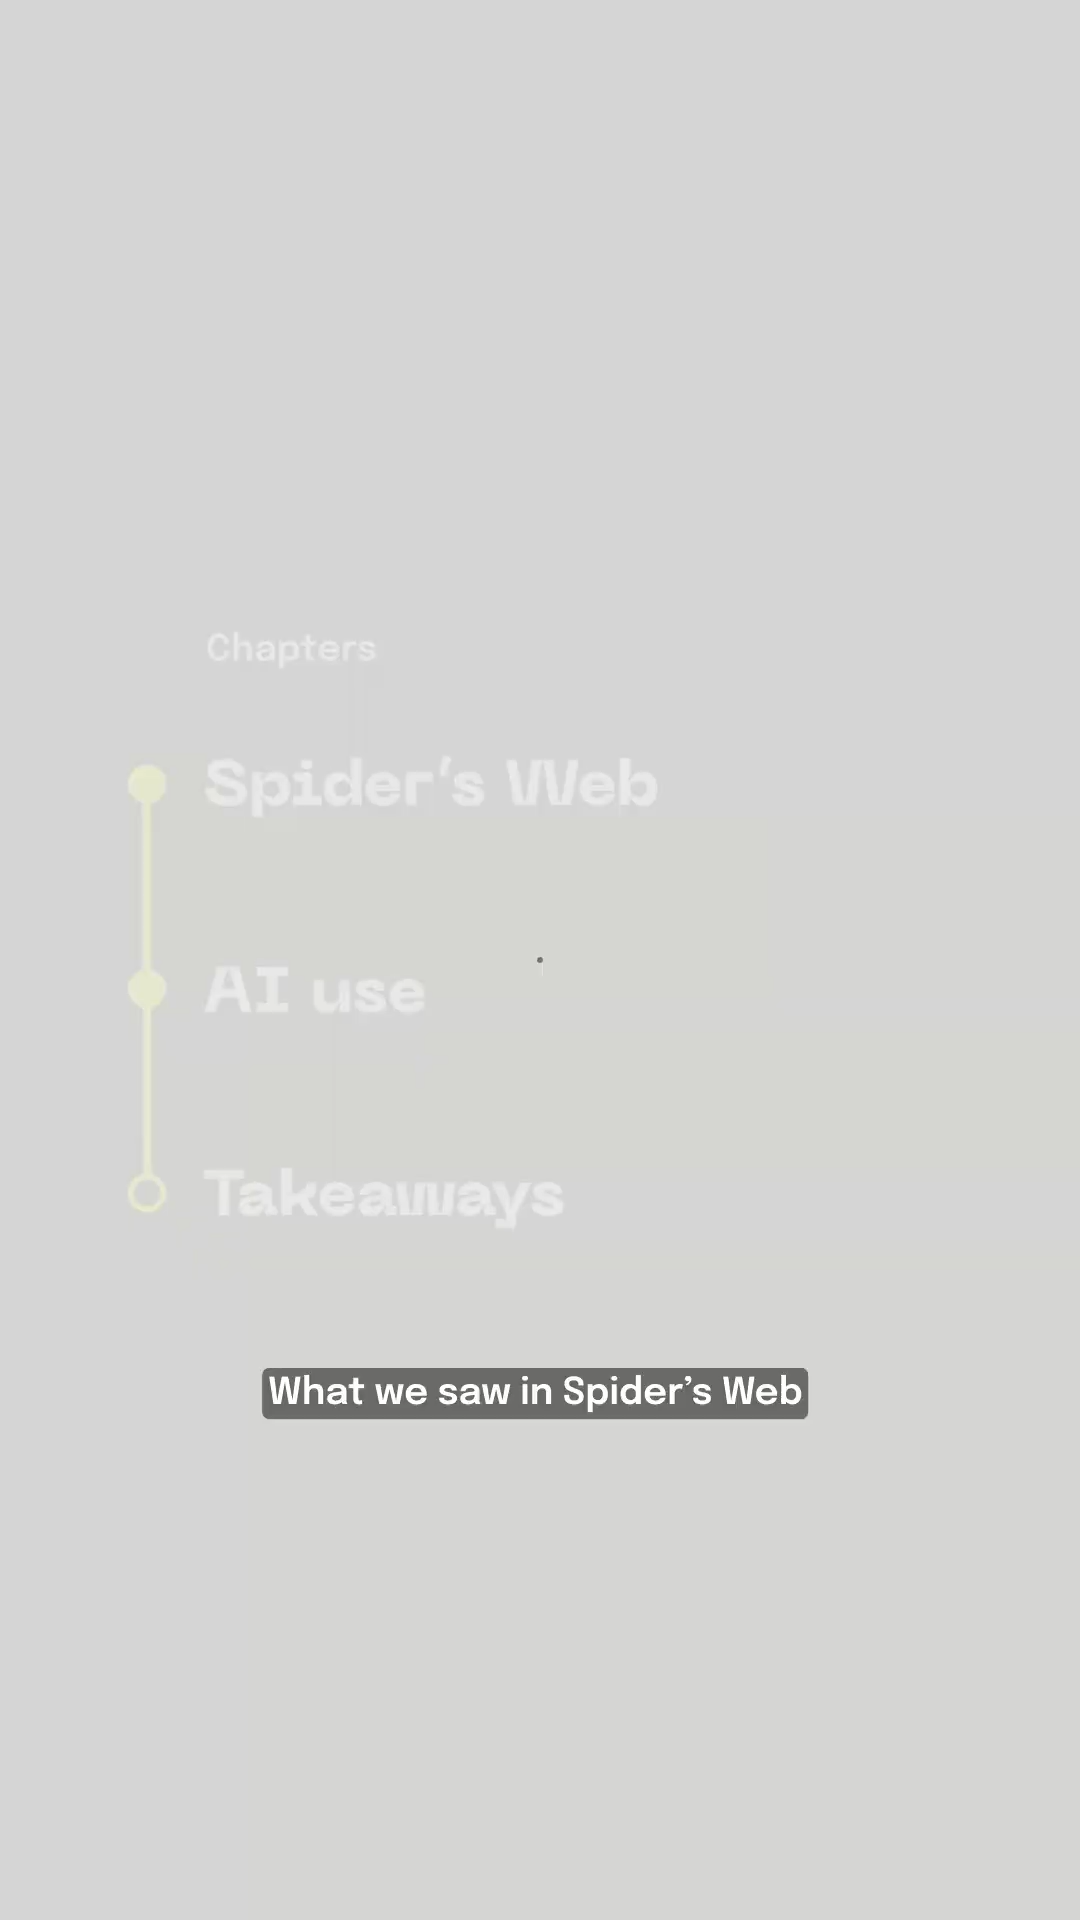 Chapters
Spider's Web
AI use
Takeaways
What we saw in Spider’s Web